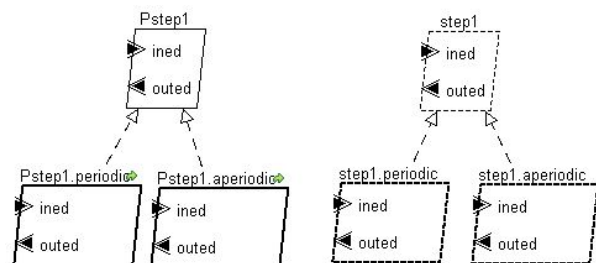 Pstep1
ined
outed
step1
ined
outed
Pstep1.periodic
ined
outed
Pstep1.aperiodic
ined
outed
step1.periodic
ined
outed
step1.aperiodic
ined
outed